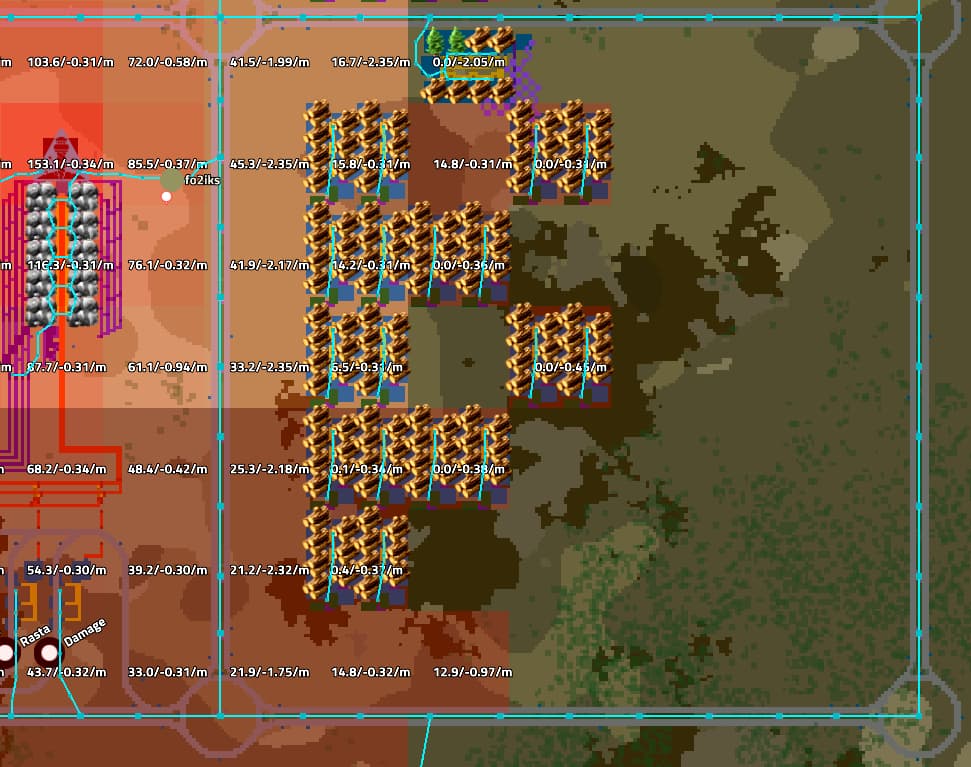 m 103.6/-0.31/m 72.0/-0.58/m 41.5/-1.99/m 16.7/-2.35/m 0.0/-2.05/m
m 153.1/-0.34/m 85.5/-0.37/m 45.3/-2.35/m 15.8/-0.31/m 14.8/-0.31/m
fo2iks
m 116.3/-0.31/m 76.1/-0.32/m 41.9/-2.17/m 14.2/-0.31/m 0.0/-0.36/m
m 87.7/-0.31/m 61.1/-0.94/m 33.2/-2.35/m 6.5/-0.31/m 0.0/-0.45/m
m 68.2/-0.34/m 48.4/-0.42/m 25.3/-2.18/m 0.1/-0.34/m 0.0/-0.38/m
m 54.3/-0.30/m 39.2/-0.30/m 21.2/-2.32/m 0.4/-0.37/m
Rasta Damage
m 43.7/-0.32/m 33.0/-0.31/m 21.9/-1.75/m 14.8/-0.32/m 12.9/-0.97/m